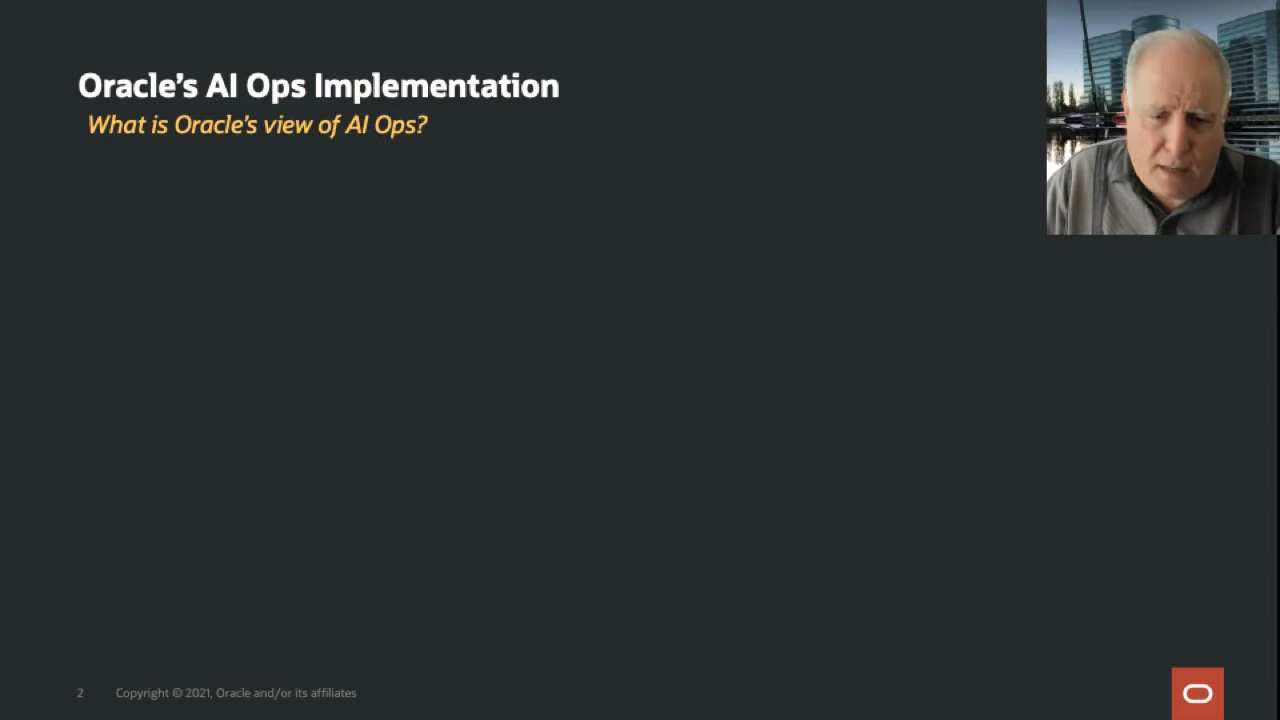 Oracle’s AI Ops Implementation
What is Oracle’s view of AI Ops?
2 Copyright © 2021, Oracle and/or its affiliates